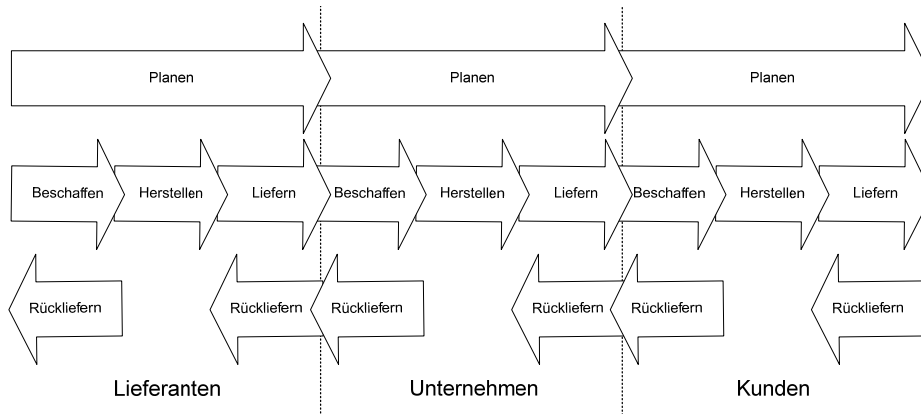 Planen
Planen
Planen
Beschaffen
Herstellen
Liefern
Beschaffen
Herstellen
Liefern
Beschaffen
Herstellen
Liefern
Rückliefern
Rückliefern
Rückliefern
Rückliefern
Rückliefern
Rückliefern
Lieferanten
Unternehmen
Kunden